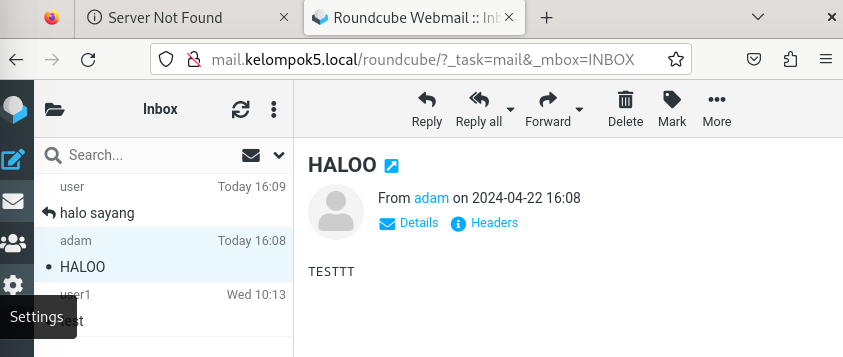 Server Not Found
Roundcube Webmail :: Inb
mail.kelompok5.local/roundcube/?_task=mail&_mbox=INBOX
Inbox
Reply
Reply all
Forward
Delete
Mark
More
Search...
user
Today 16:09
halo sayang
adam
Today 16:08
HALOO
user1
Wed 10:13
test
Settings
HALOO
From adam on 2024-04-22 16:08
Details
Headers
TESTTT